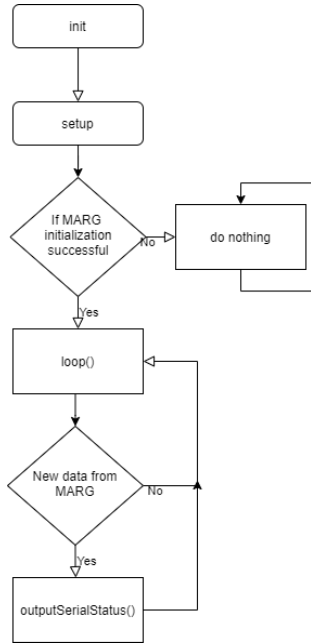 init
setup
If MARG
initialization
successful
No
do nothing
Yes
loop()
New data from
MARG
No
Yes
outputSerialStatus()